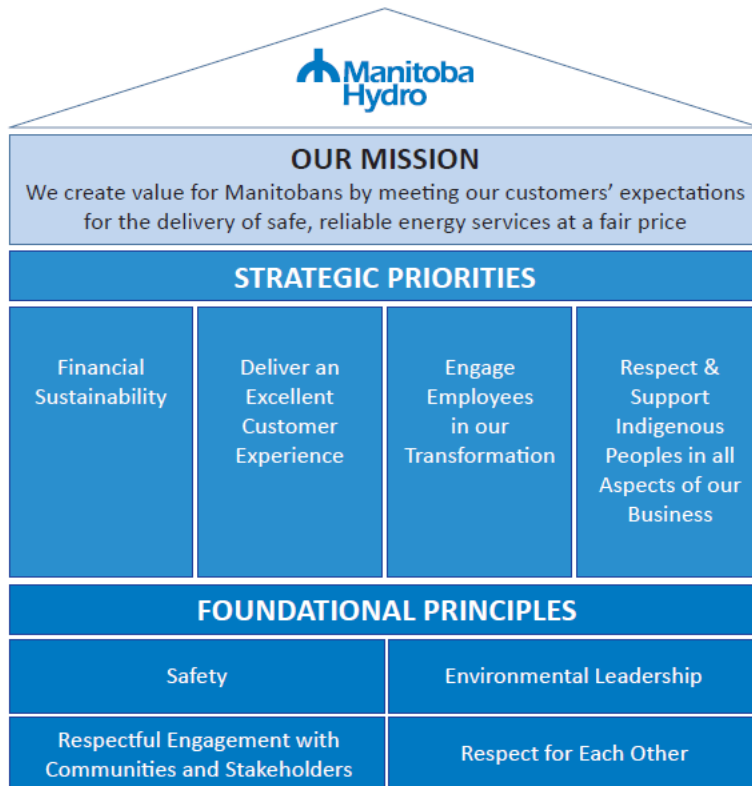 Manitoba
Hydro
OUR MISSION
We create value for Manitobans by meeting our customers’ expectations
for the delivery of safe, reliable energy services at a fair price
STRATEGIC PRIORITIES
Financial
Sustainability
Deliver an
Excellent
Customer
Experience
Engage
Employees
in our
Transformation
Respect &
Support
Indigenous
Peoples in all
Aspects of our
Business
FOUNDATIONAL PRINCIPLES
Safety
Environmental Leadership
Respectful Engagement with
Communities and Stakeholders
Respect for Each Other